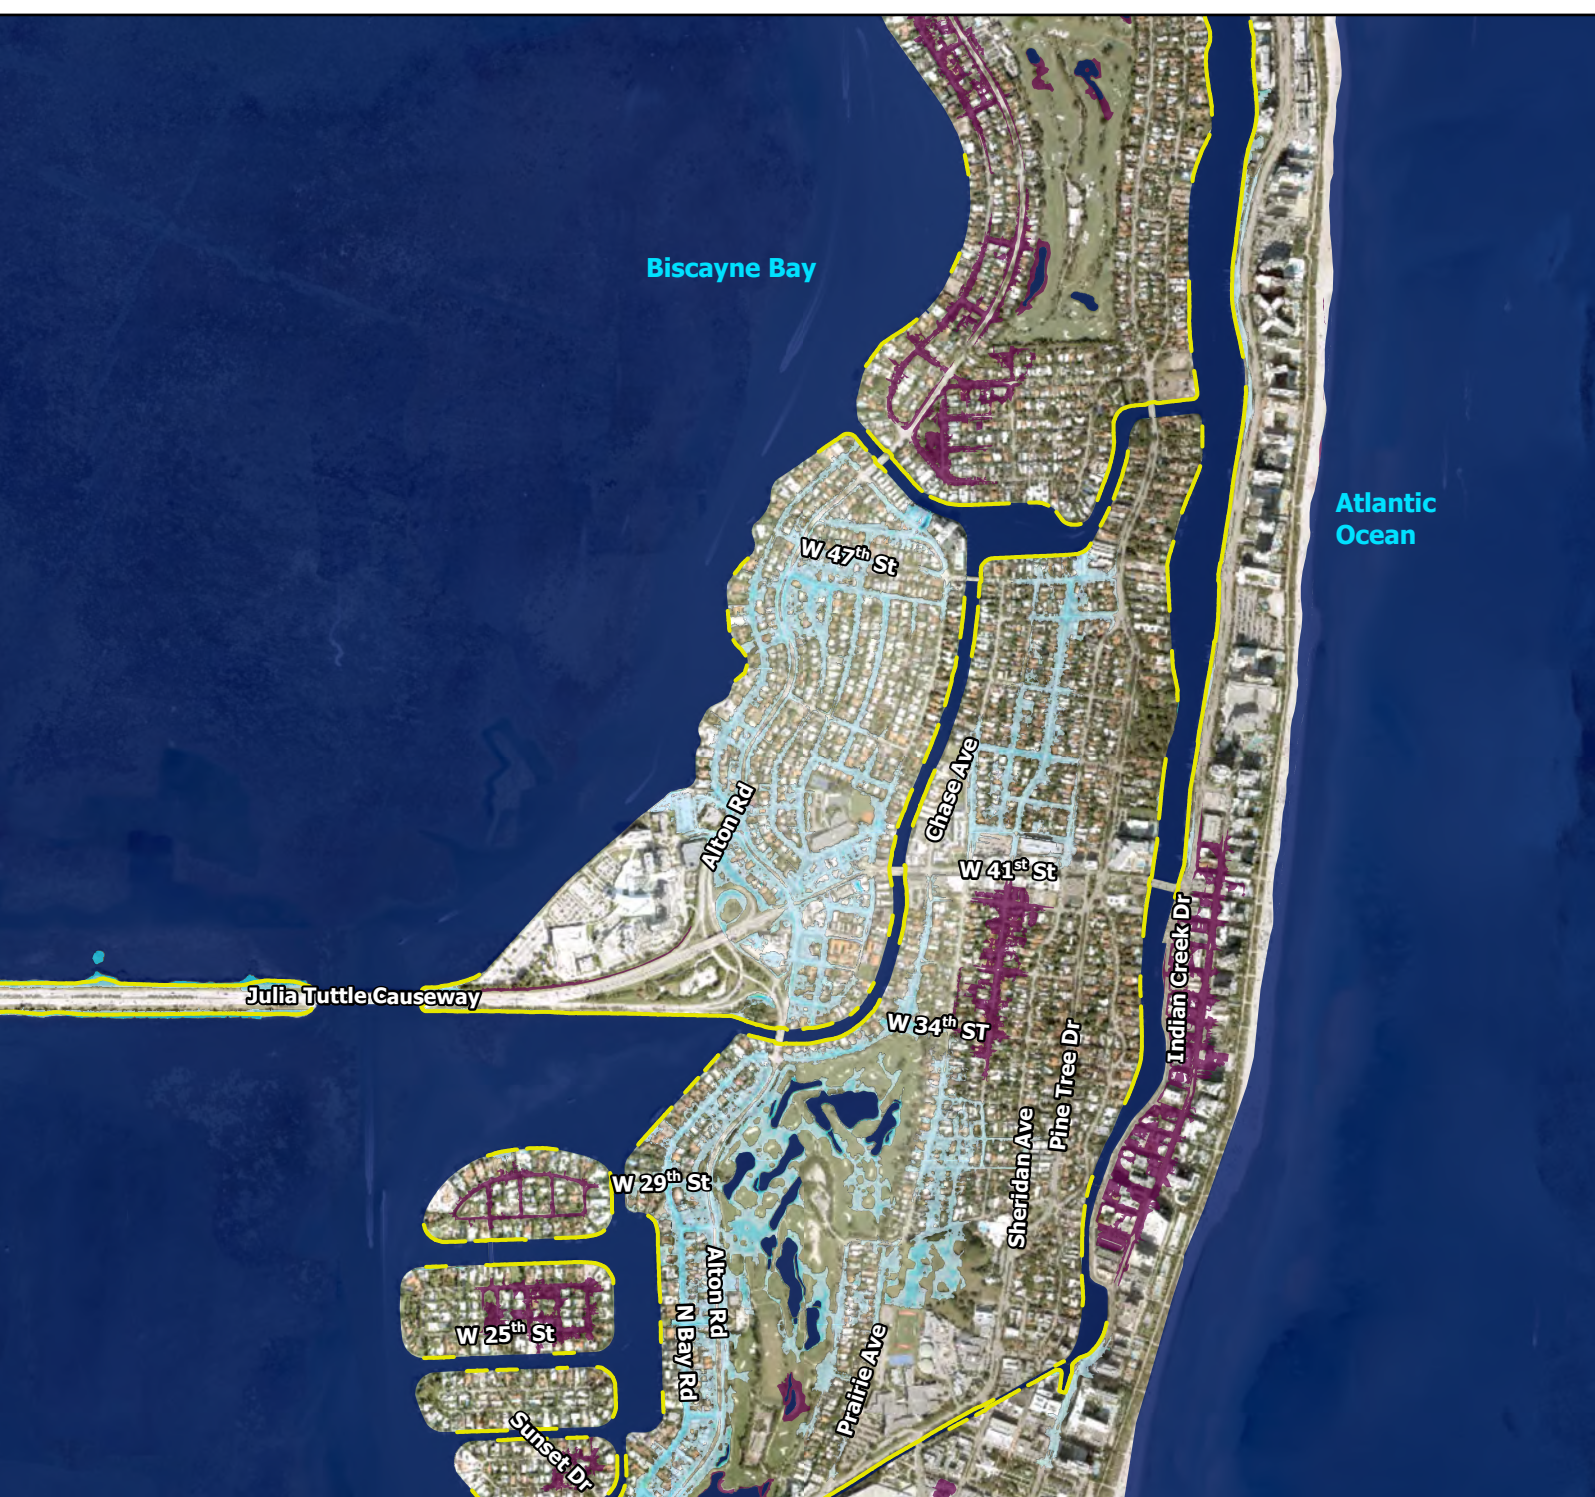 Biscayne Bay
Atlantic
Ocean
W 47th St
Chase Ave
Alton Rd
W 41st St
Indian Creek Dr
Julia Tuttle Causeway
W 34th ST
Pine Tree Dr
Sheridan Ave
W 29th St
Alton Rd
N Bay Rd
W 25th St
Prairie Ave
Sunset Dr